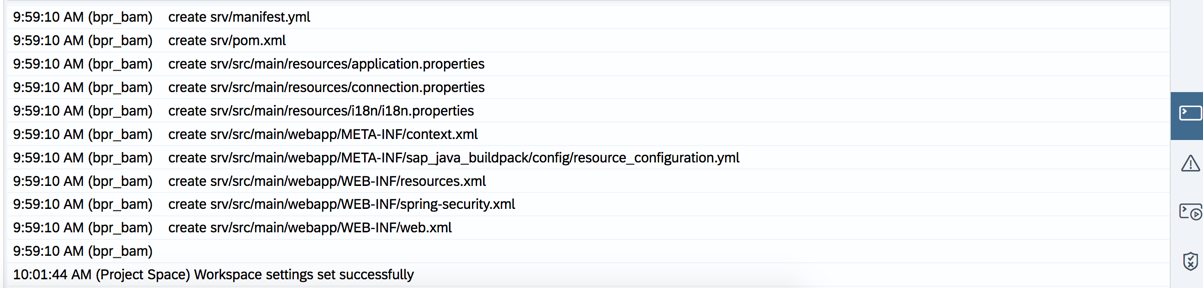 9:59:10 AM (bpr_bam) create srv/manifest.yml
9:59:10 AM (bpr_bam) create srv/pom.xml
9:59:10 AM (bpr_bam) create srv/src/main/resources/application.properties
9:59:10 AM (bpr_bam) create srv/src/main/resources/connection.properties
9:59:10 AM (bpr_bam) create srv/src/main/resources/i18n/i18n.properties
9:59:10 AM (bpr_bam) create srv/src/main/webapp/META-INF/context.xml
9:59:10 AM (bpr_bam) create srv/src/main/webapp/META-INF/sap_java_buildpack/config/resource_configuration.yml
9:59:10 AM (bpr_bam) create srv/src/main/webapp/WEB-INF/resources.xml
9:59:10 AM (bpr_bam) create srv/src/main/webapp/WEB-INF/spring-security.xml
9:59:10 AM (bpr_bam) create srv/src/main/webapp/WEB-INF/web.xml
9:59:10 AM (bpr_bam)
10:01:44 AM (Project Space) Workspace settings set successfully